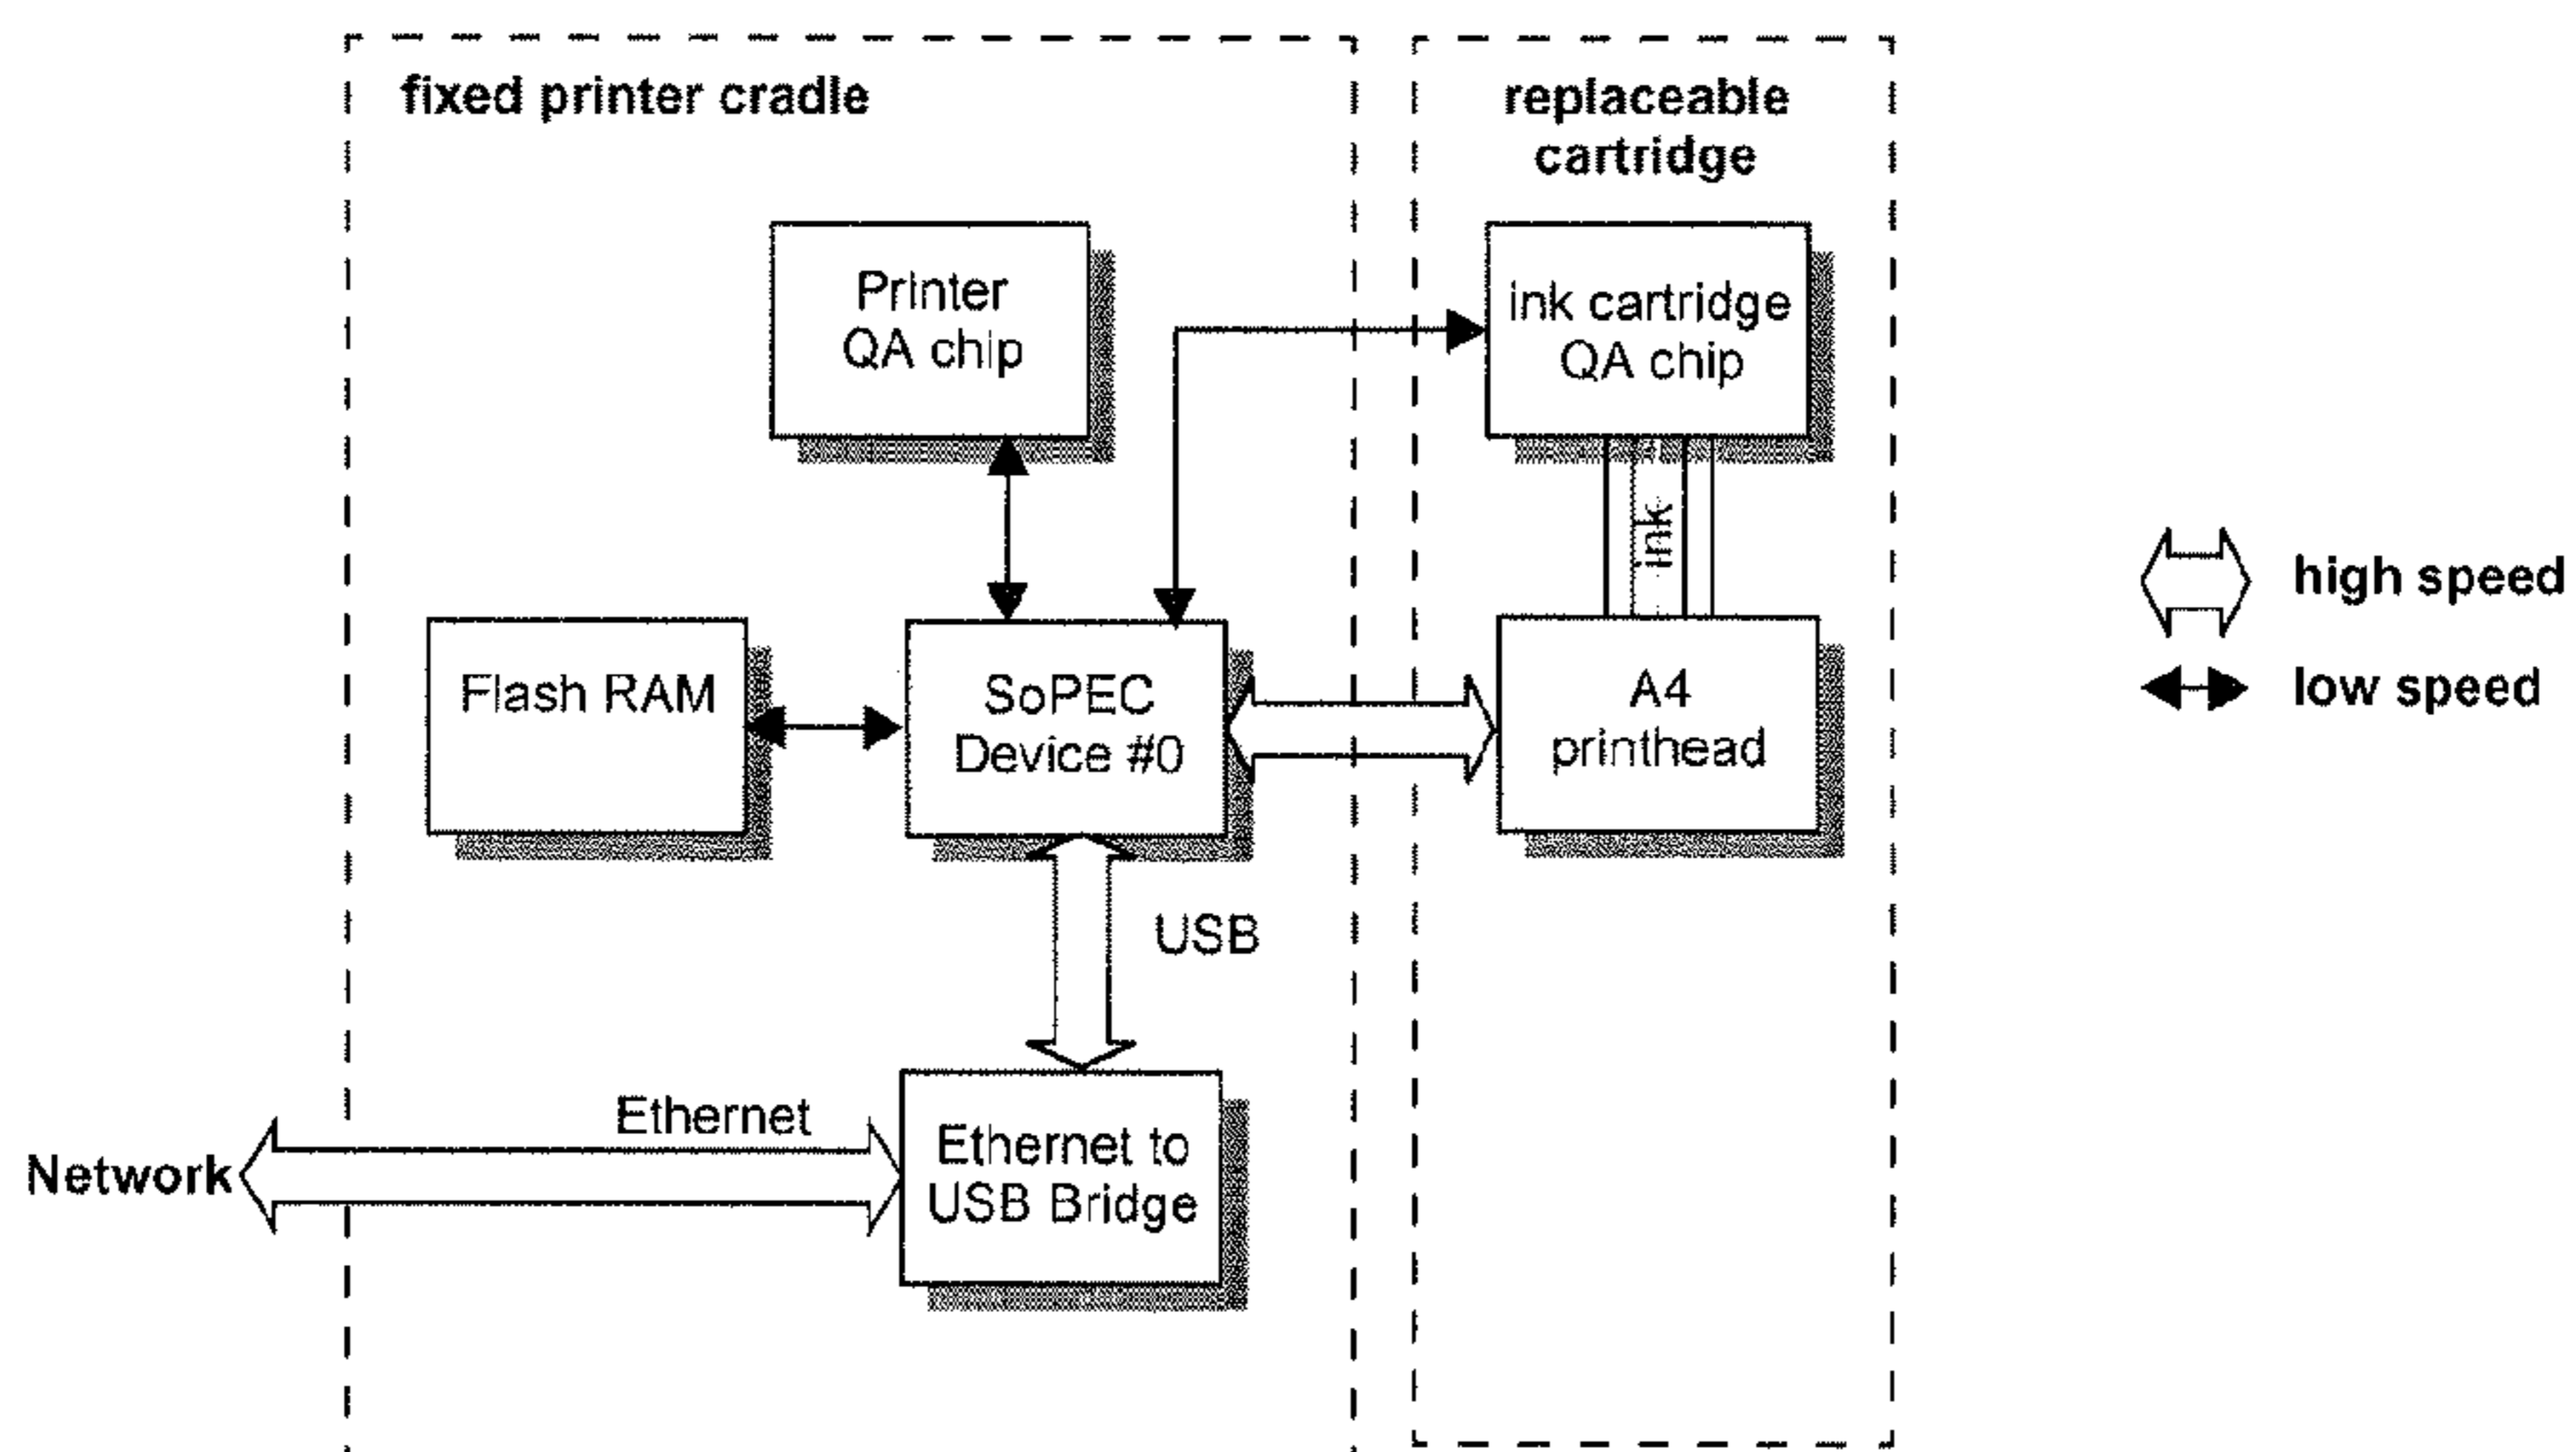 fixed printer cradle
replaceable
cartridge
Printer
QA chip
ink cartridge
QA chip
ink
high speed
low speed
Flash RAM
SoPEC
Device #0
A4
printhead
USB
Ethernet
Network
Ethernet to
USB Bridge